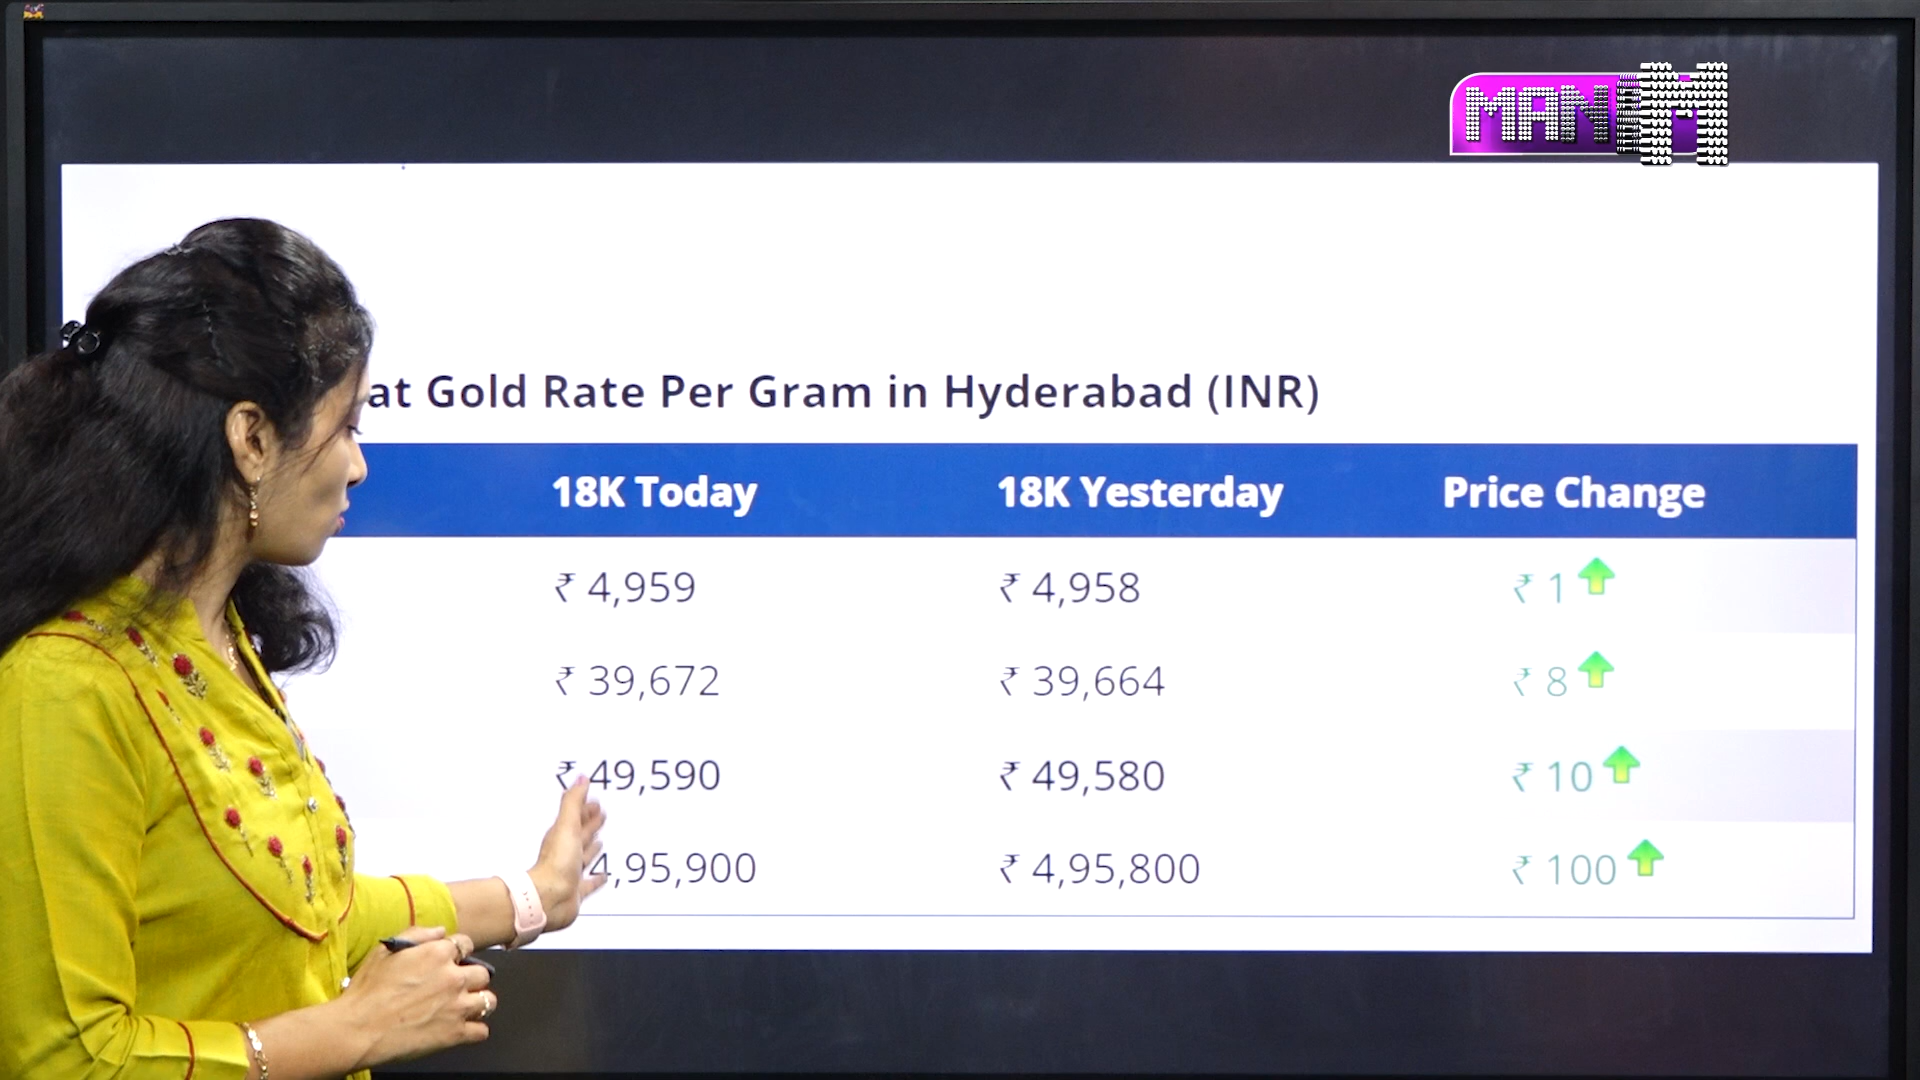 at Gold Rate Per Gram in Hyderabad (INR)
18K Today 18K Yesterday Price Change
₹ 4,959 ₹ 4,958 ₹ 1
₹ 39,672 ₹ 39,664 ₹ 8
₹ 49,590 ₹ 49,580 ₹ 10
4,95,900 ₹ 4,95,800 ₹ 100